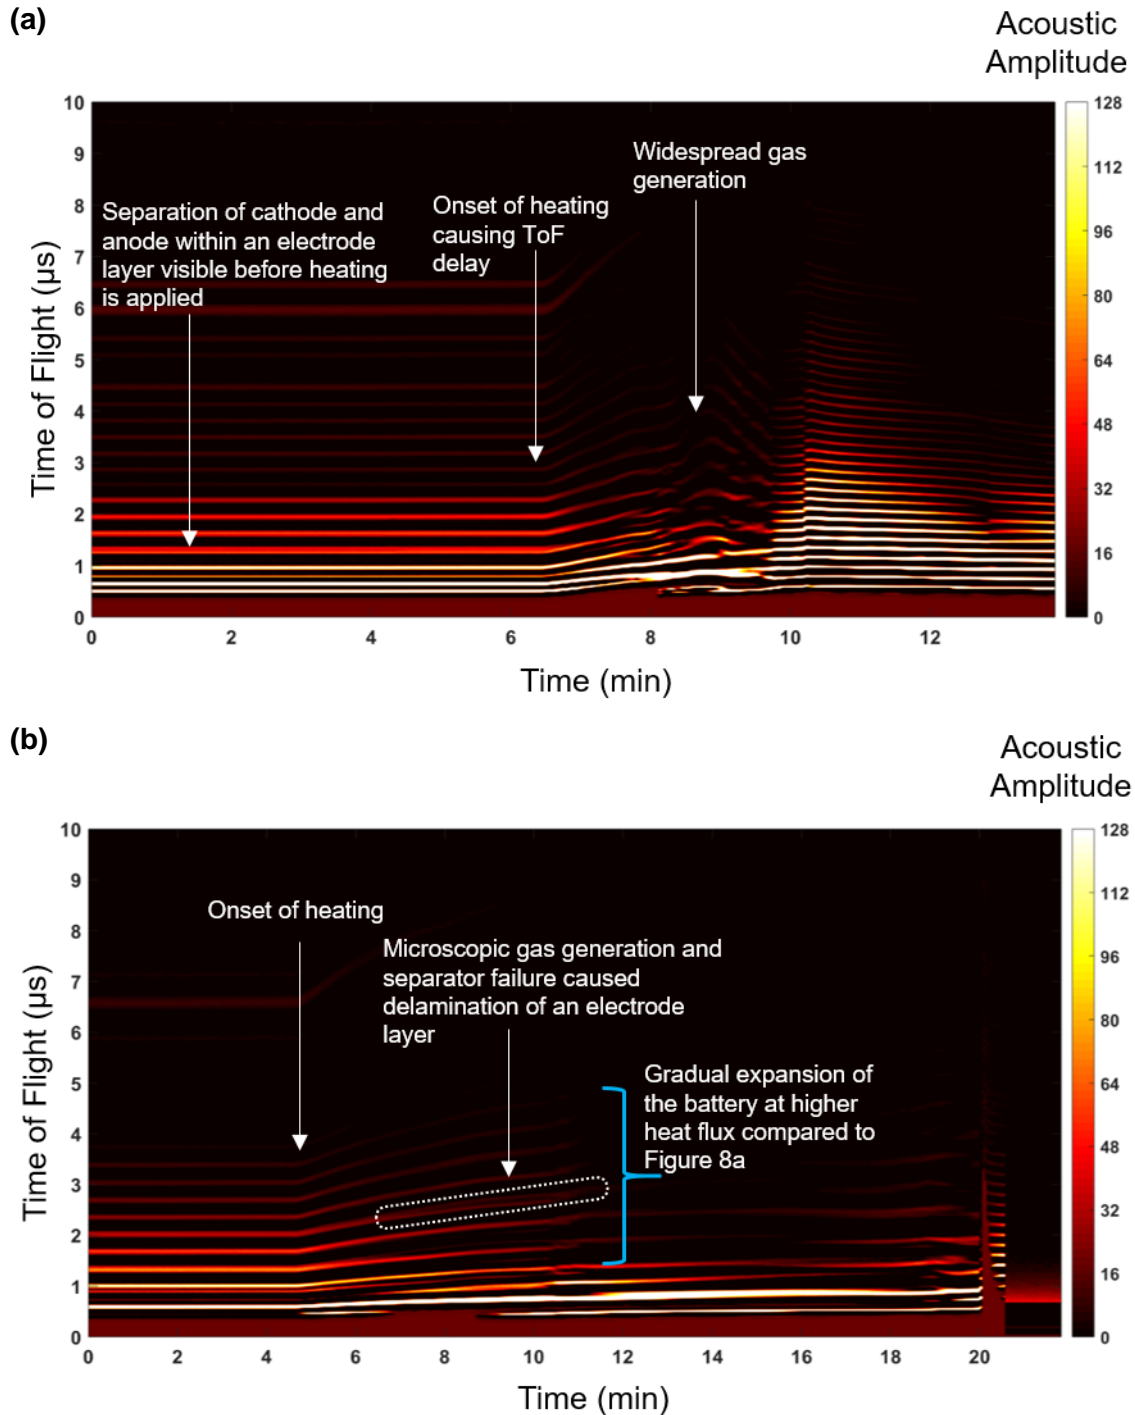 (a)
Acoustic
Amplitude
10
9
8
7
6
5
4
3
2
1
0
Time of Flight (µs)
Separation of cathode and
anode within an electrode
layer visible before heating
is applied
Onset of heating
causing ToF
delay
Widespread gas
generation
128
112
96
80
64
48
32
16
0
0 2 4 6 8 10 12
Time (min)
(b)
Acoustic
Amplitude
10
9
8
7
6
5
4
3
2
1
0
Time of Flight (µs)
Onset of heating
Microscopic gas generation and
separator failure caused
delamination of an electrode
layer
Gradual expansion of
the battery at higher
heat flux compared to
Figure 8a
128
112
96
80
64
48
32
16
0
0 2 4 6 8 10 12 14 16 18 20
Time (min)